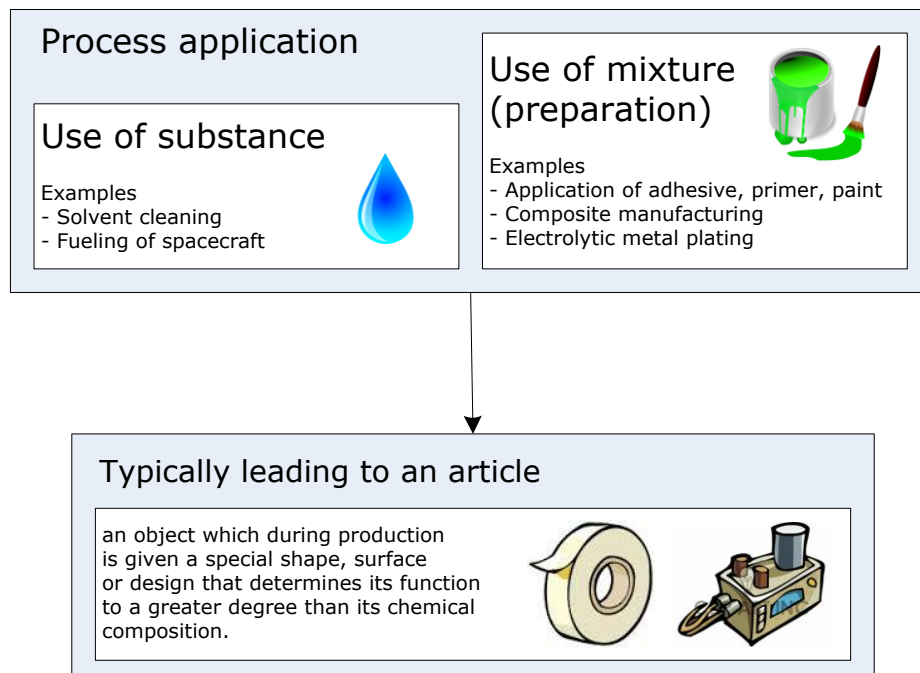 Process application
Use of substance
Examples
- Solvent cleaning
- Fueling of spacecraft
Use of mixture
(preparation)
Examples
- Application of adhesive, primer, paint
- Composite manufacturing
- Electrolytic metal plating
Typically leading to an article
an object which during production
is given a special shape, surface
or design that determines its function
to a greater degree than its chemical
composition.